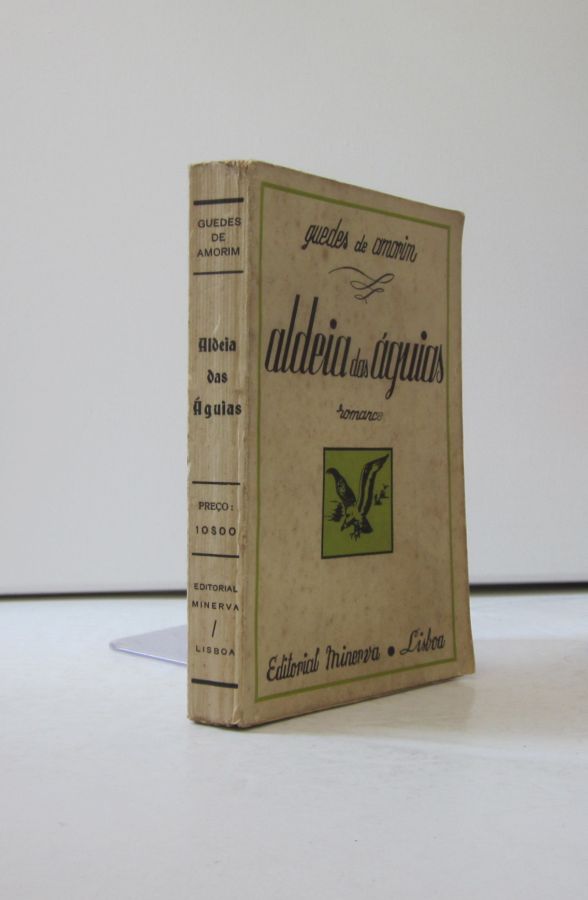 GUEDES
DE
AMORIM
Aldeia
das
Águias
PREÇO:
10$00
EDITORIAL
MINERVA
/
LISBOA
guedes de amorim
aldeia das águias
romance
Editorial Minerva • Lisboa